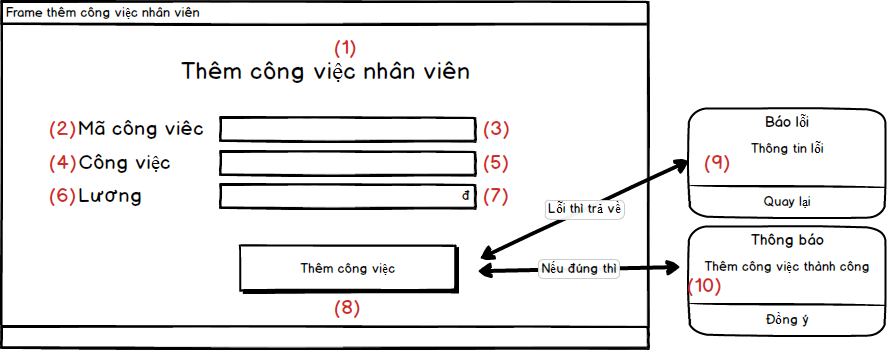 Frame thêm công việc nhân viên
(1)
Thêm công việc nhân viên
(2) Mã công viêc (3)
(4) Công việc (5)
(6) Lương đ (7)
Thêm công việc
(8)
Lỗi thì trả về
Nếu đúng thì
Báo lỗi
Thông tin lỗi
(9)
Quay lại
Thông báo
Thêm công việc thành công
(10)
Đồng ý